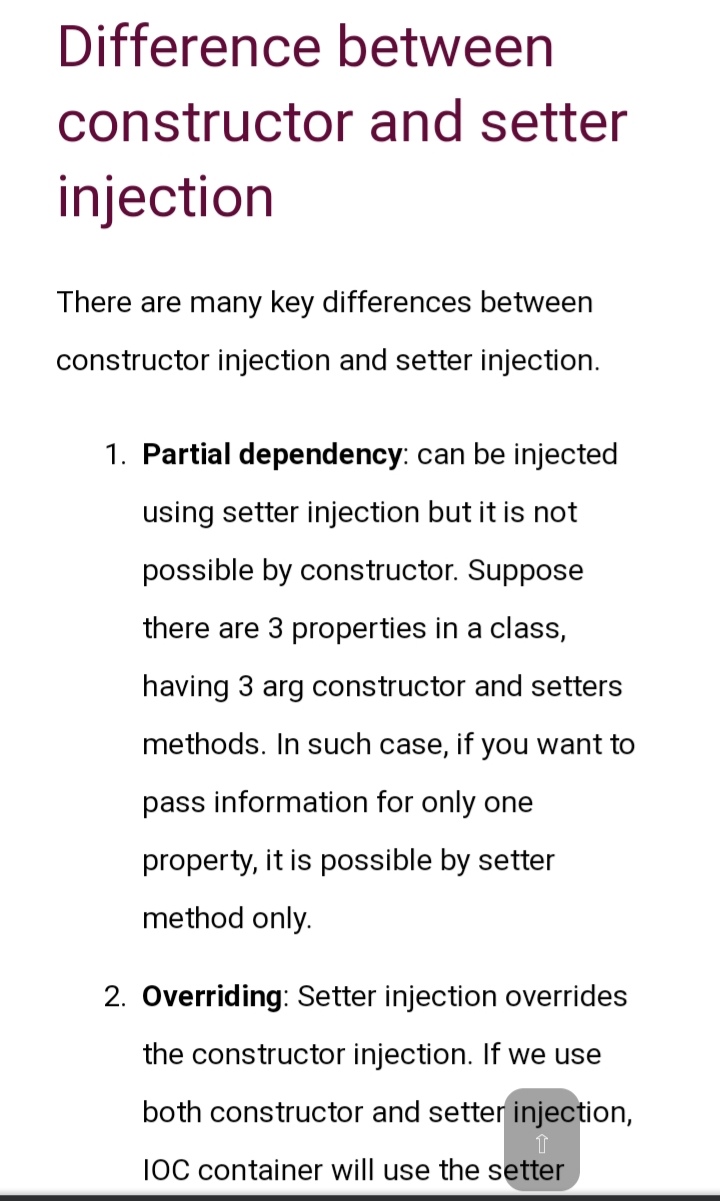 Difference between
constructor and setter
injection
There are many key differences between
constructor injection and setter injection.
1. Partial dependency: can be injected
using setter injection but it is not
possible by constructor. Suppose
there are 3 properties in a class,
having 3 arg constructor and setters
methods. In such case, if you want to
pass information for only one
property, it is possible by setter
method only.
2. Overriding: Setter injection overrides
the constructor injection. If we use
both constructor and setter injection,
IOC container will use the setter